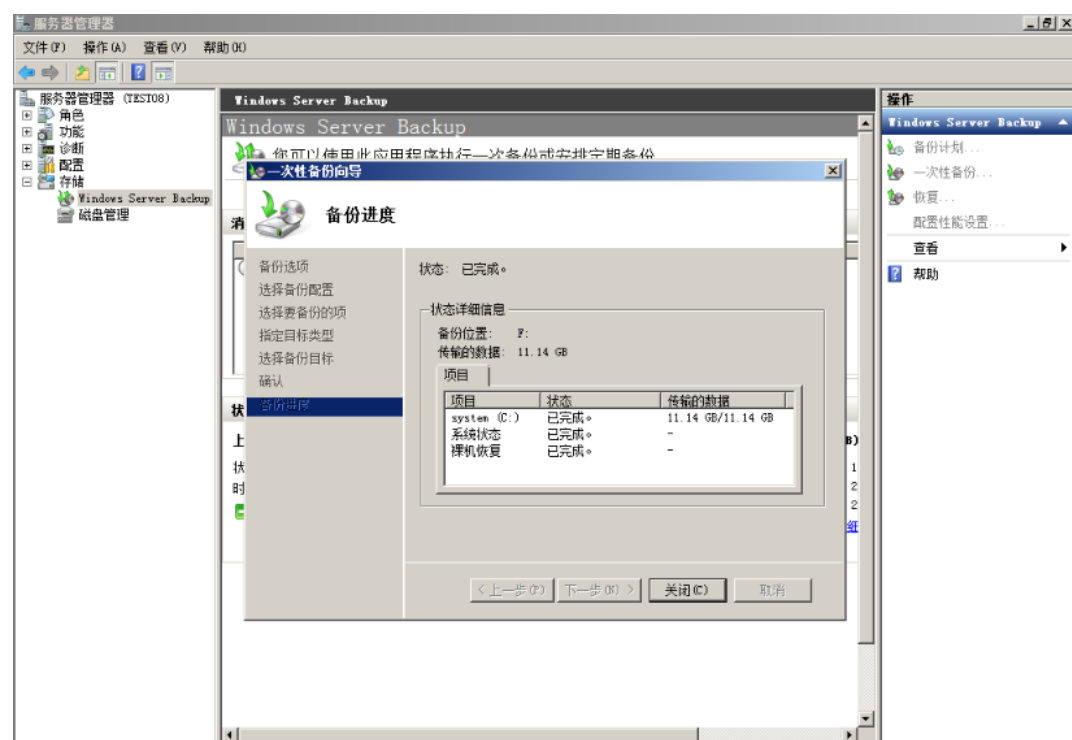 服务器管理器
文件(F) 操作(A) 查看(V) 帮助(H)
服务器管理器 (TEST08)
角色
功能
诊断
配置
存储
Windows Server Backup
磁盘管理
Windows Server Backup
Windows Server Backup
您可以使用此应用程序执行一次备份或安排定期备份
消
一次性备份向导
备份进度
备份选项
选择备份配置
选择要备份的项
指定目标类型
选择备份目标
确认
备份进度
状态: 已完成。
状态详细信息
备份位置: F:
传输的数据: 11.14 GB
项目
项目 状态 传输的数据
system (C:) 已完成。 11.14 GB/11.14 GB
系统状态 已完成。 -
裸机恢复 已完成。 -
< 上一步(P) 下一步(N) > 关闭(C) 取消
状
上
状
时
B)
1
2
2
细
操作
Windows Server Backup
备份计划...
一次性备份...
恢复...
配置性能设置...
查看
帮助